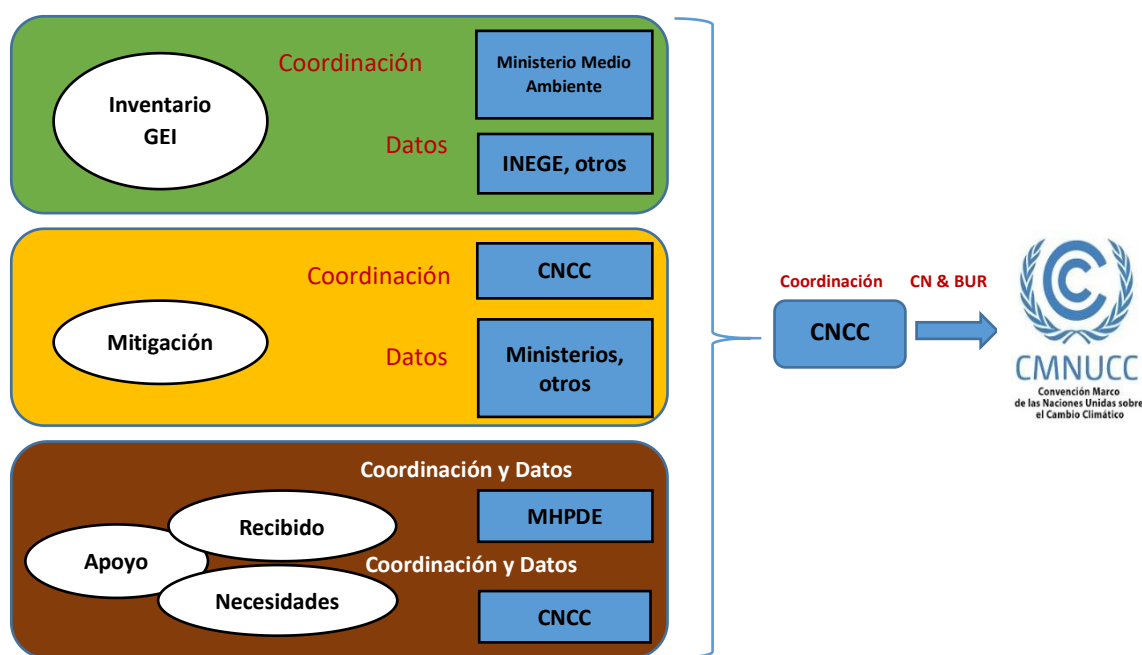 Coordinación
Ministerio Medio
Ambiente
Inventario
GEI
Datos
INEGE, otros
Coordinación
CNCC
Mitigación
Datos
Ministerios,
otros
Coordinación y Datos
MHPDE
Recibido
Apoyo
Coordinación y Datos
Necesidades
CNCC
Coordinación
CN & BUR
CNCC
CMNUCC
Convención Marco
de las Naciones Unidas sobre
el Cambio Climático